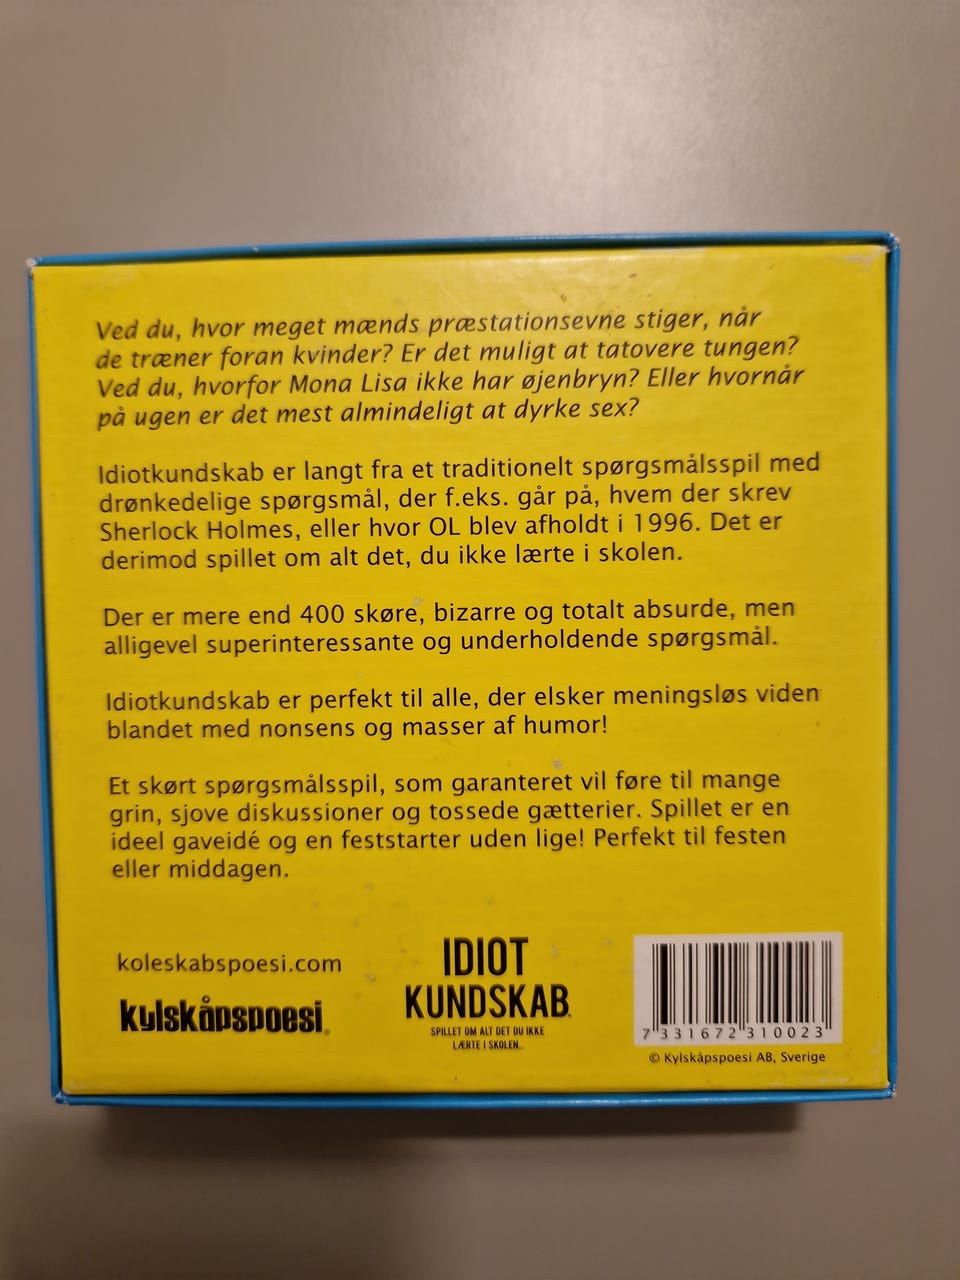 Ved du, hvor meget mænds præstationsevne stiger, når
de træner foran kvinder? Er det muligt at tatovere tungen?
Ved du, hvorfor Mona Lisa ikke har øjenbryn? Eller hvornår
på ugen er det mest almindeligt at dyrke sex?
Idiotkundskab er langt fra et traditionelt spørgsmålsspil med
drønkedelige spørgsmål, der f.eks. går på, hvem der skrev
Sherlock Holmes, eller hvor OL blev afholdt i 1996. Det er
derimod spillet om alt det, du ikke lærte i skolen.
Der er mere end 400 skøre, bizarre og totalt absurde, men
alligevel superinteressante og underholdende spørgsmål.
Idiotkundskab er perfekt til alle, der elsker meningsløs viden
blandet med nonsens og masser af humor!
Et skørt spørgsmålsspil, som garanteret vil føre til mange
grin, sjove diskussioner og tossede gætterier. Spillet er en
ideel gaveidé og en feststarter uden lige! Perfekt til festen
eller middagen.
koleskabspoesi.com
kylskåpspoesi®
IDIOT
KUNDSKAB
SPILLET OM ALT DET DU IKKE
LÆRTE I SKOLEN...
7 331672 310023
© Kylskåpspoesi AB, Sverige